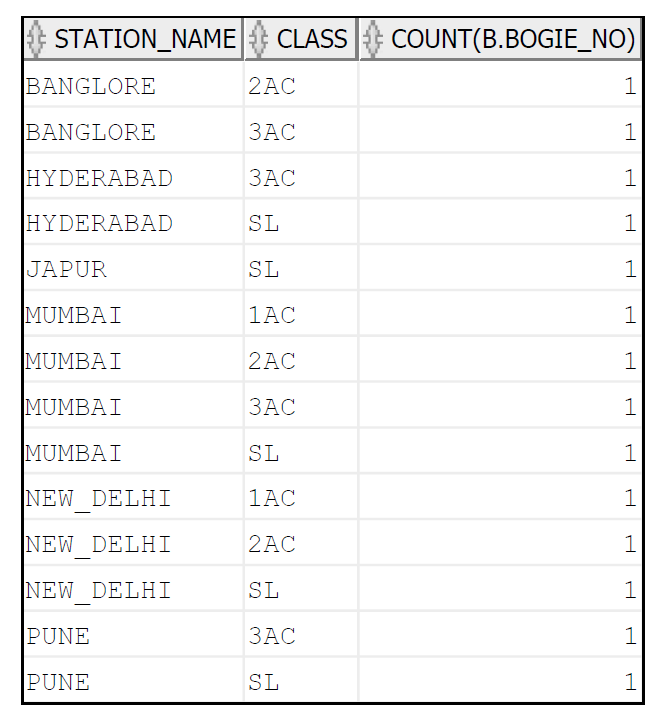 STATION_NAME CLASS COUNT(B.BOGIE_NO)
BANGLORE 2AC 1
BANGLORE 3AC 1
HYDERABAD 3AC 1
HYDERABAD SL 1
JAPUR SL 1
MUMBAI 1AC 1
MUMBAI 2AC 1
MUMBAI 3AC 1
MUMBAI SL 1
NEW_DELHI 1AC 1
NEW_DELHI 2AC 1
NEW_DELHI SL 1
PUNE 3AC 1
PUNE SL 1